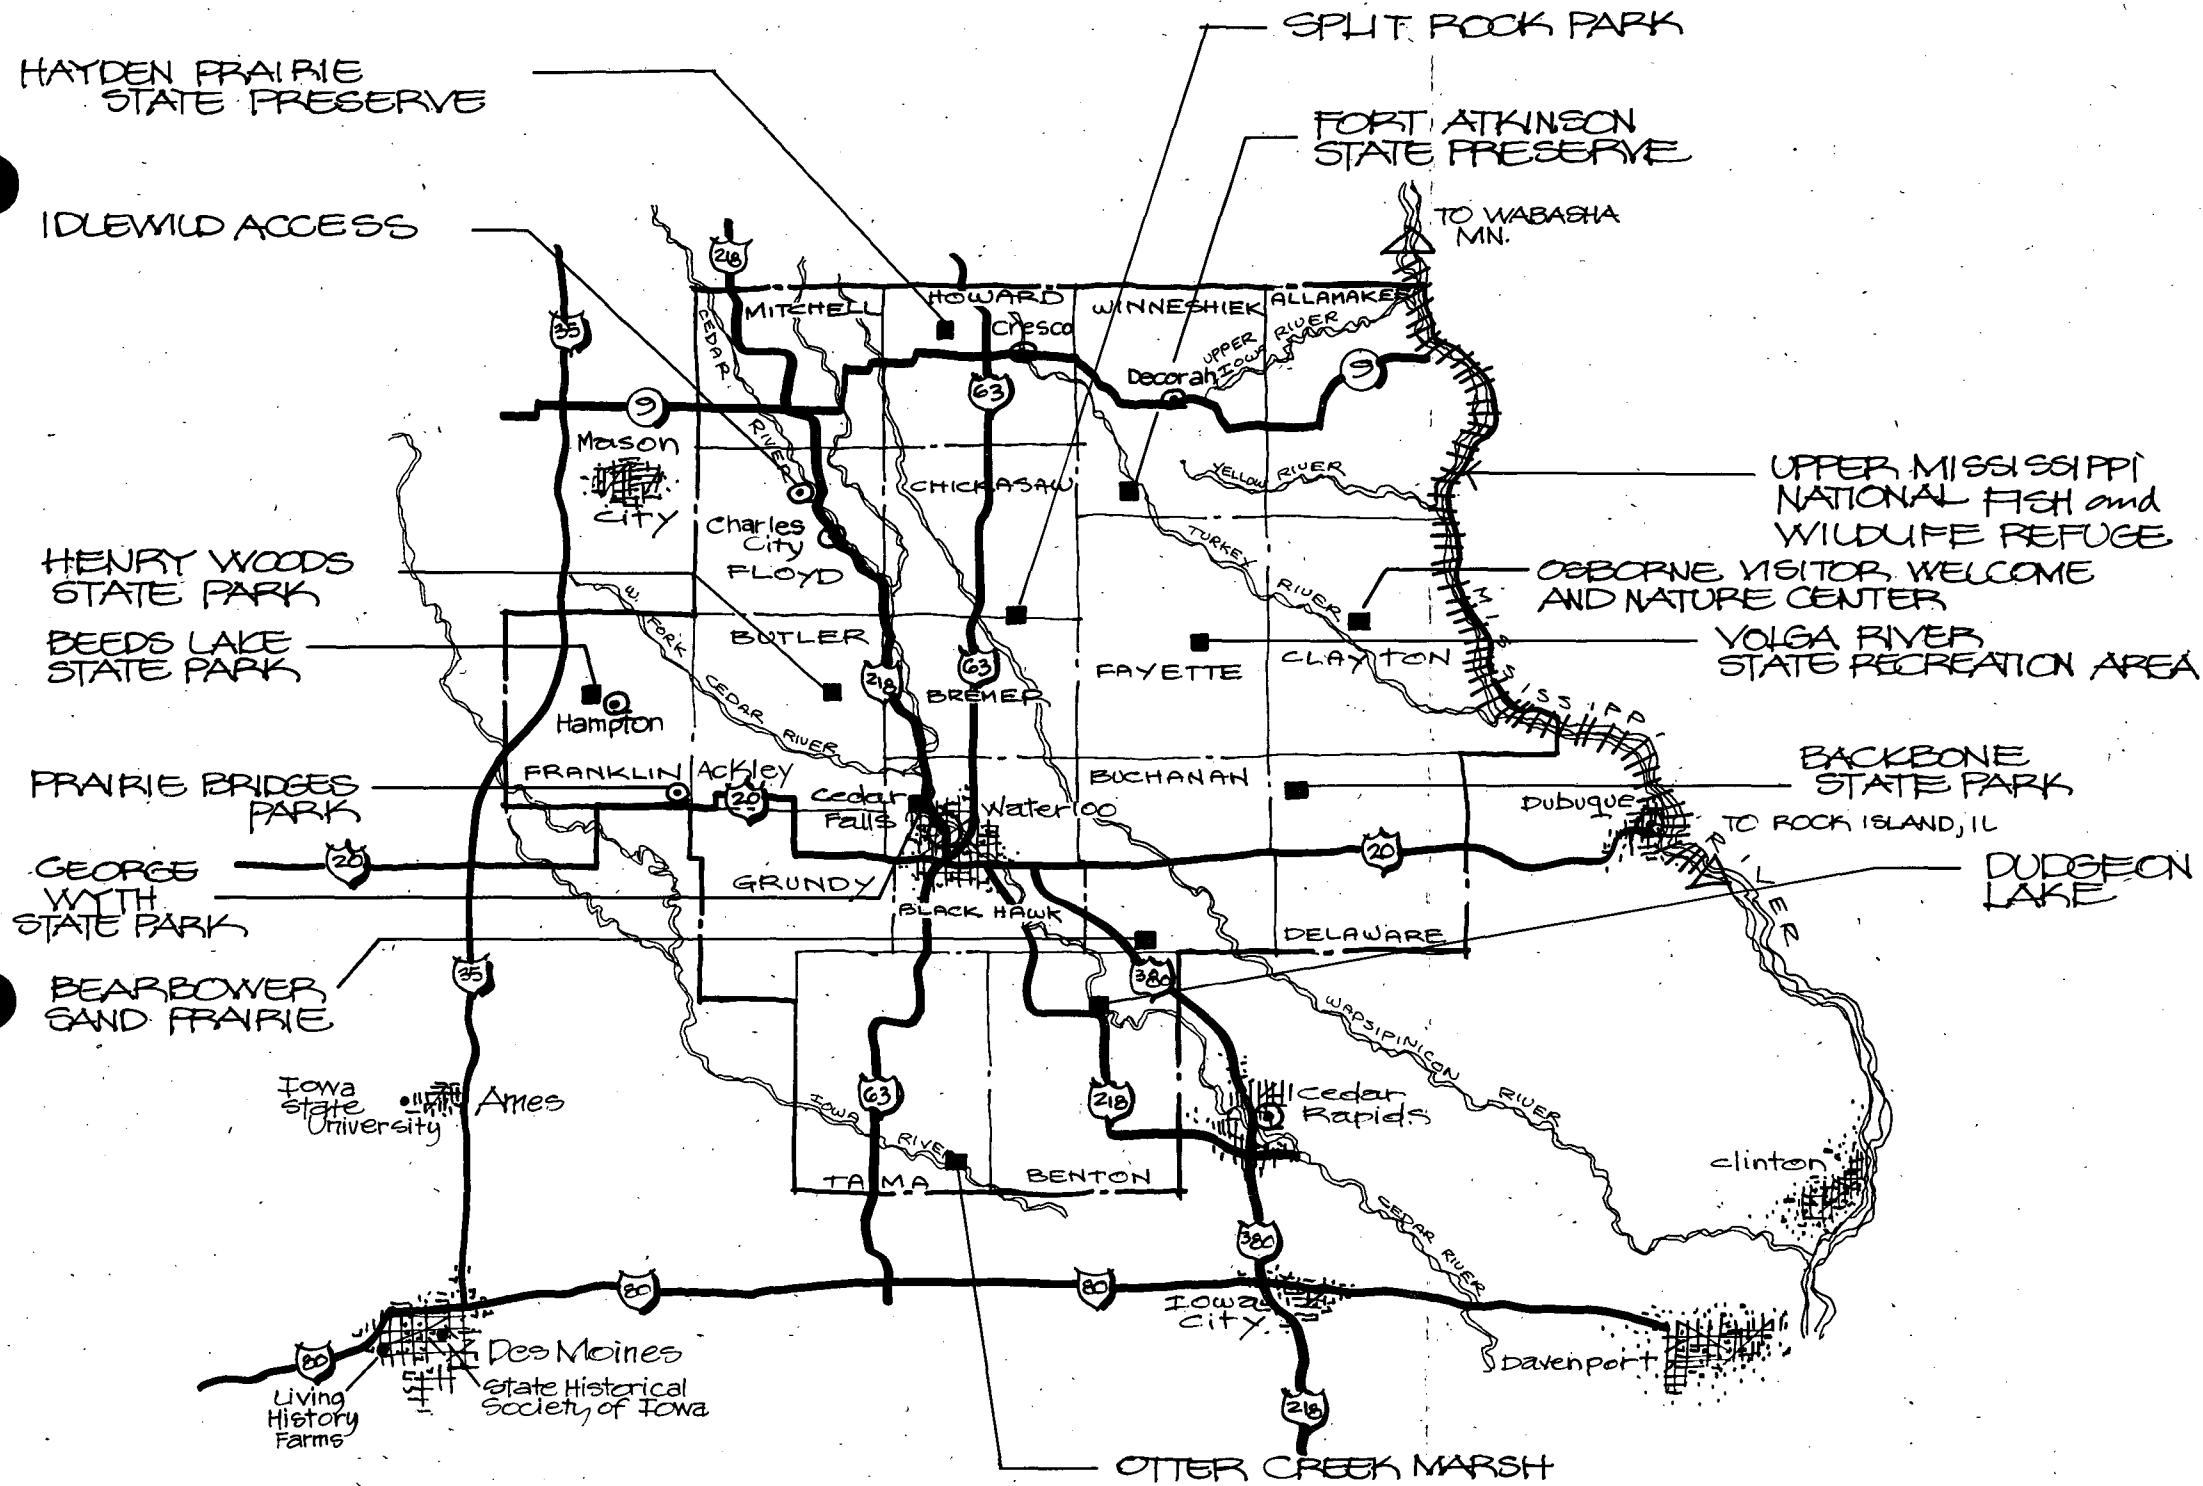 SPLIT ROCK PARK
HAYDEN PRAIRIE
STATE PRESERVE
FORT ATKINSON
STATE PRESERVE
IDLEWILD ACCESS
TO WABASHA
MN.
218
MITCHELL
HOWARD
WINNESHIEK
ALLAMAKEE
35
CEDAR
RIVER
Cresco
UPPER
IOWA
RIVER
Decorah
9
63
9
Mason
City
CHICKASAW
YELLOW RIVER
UPPER MISSISSIPPI
NATIONAL FISH and
WILDLIFE REFUGE
Charles
City
FLOYD
TURKEY
RIVER
HENRY WOODS
STATE PARK
OSBORNE VISITOR WELCOME
AND NATURE CENTER
W.
FORK
CEDAR
RIVER
BEEDS LAKE
STATE PARK
BUTLER
218
63
BREMER
FAYETTE
CLAYTON
VOLGA RIVER
STATE RECREATION AREA
MISSISSIPPI
RIVER
Hampton
PRAIRIE BRIDGES
PARK
FRANKLIN
Ackley
20
BUCHANAN
BACKBONE
STATE PARK
Cedar
Falls
Waterloo
Dubuque
TO ROCK ISLAND, IL
GEORGE
WYTH
STATE PARK
20
GRUNDY
20
DUDGEON
LAKE
BLACK HAWK
DELAWARE
BEARBOWER
SAND PRAIRIE
35
380
WAPSIPINICON
RIVER
Iowa
State
University
Ames
63
218
Cedar
Rapids
IOWA
RIVER
TAMA
BENTON
Clinton
CEDAR RIVER
380
80
80
Iowa
City
80
Des Moines
State Historical
Society of Iowa
Living
History
Farms
Davenport
218
OTTER CREEK MARSH